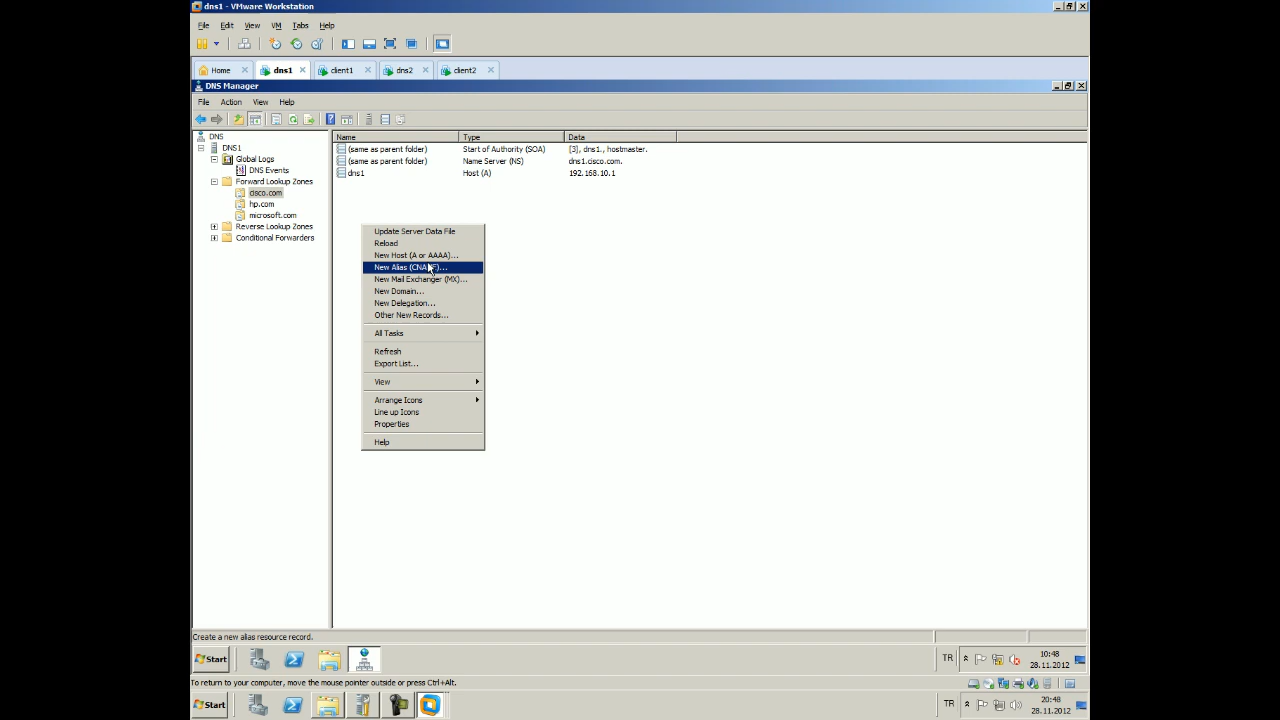 dns1 - VMware Workstation
File Edit View VM Tabs Help
Home dns1 client1 dns2 client2
DNS Manager
File Action View Help
DNS
DNS1
Global Logs
DNS Events
Forward Lookup Zones
cisco.com
hp.com
microsoft.com
Reverse Lookup Zones
Conditional Forwarders
Name Type Data
(same as parent folder) Start of Authority (SOA) [3], dns1., hostmaster.
(same as parent folder) Name Server (NS) dns1.cisco.com.
dns1 Host (A) 192.168.10.1
Update Server Data File
Reload
New Host (A or AAAA)...
New Alias (CNAME)...
New Mail Exchanger (MX)...
New Domain...
New Delegation...
Other New Records...
All Tasks
Refresh
Export List...
View
Arrange Icons
Line up Icons
Properties
Help
Create a new alias resource record.
Start TR 10:48
28.11.2012
To return to your computer, move the mouse pointer outside or press Ctrl+Alt.
Start TR 20:48
28.11.2012